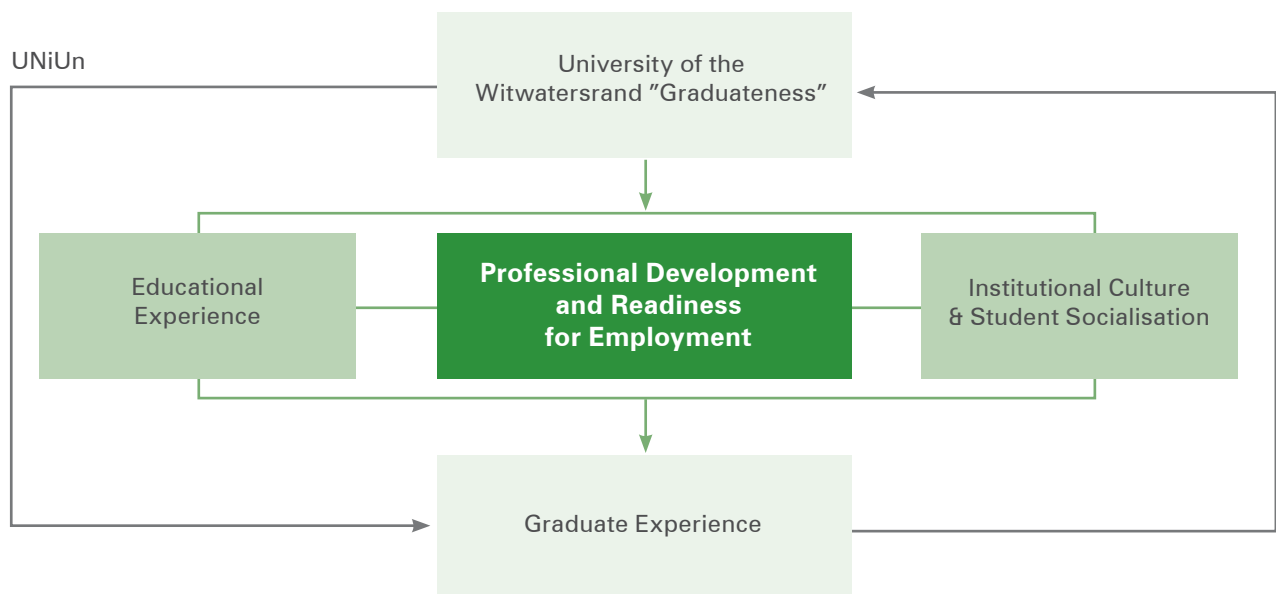 UNiUn
University of the
Witwatersrand ”Graduateness”
Educational
Experience
Professional Development
and Readiness
for Employment
Institutional Culture
& Student Socialisation
Graduate Experience